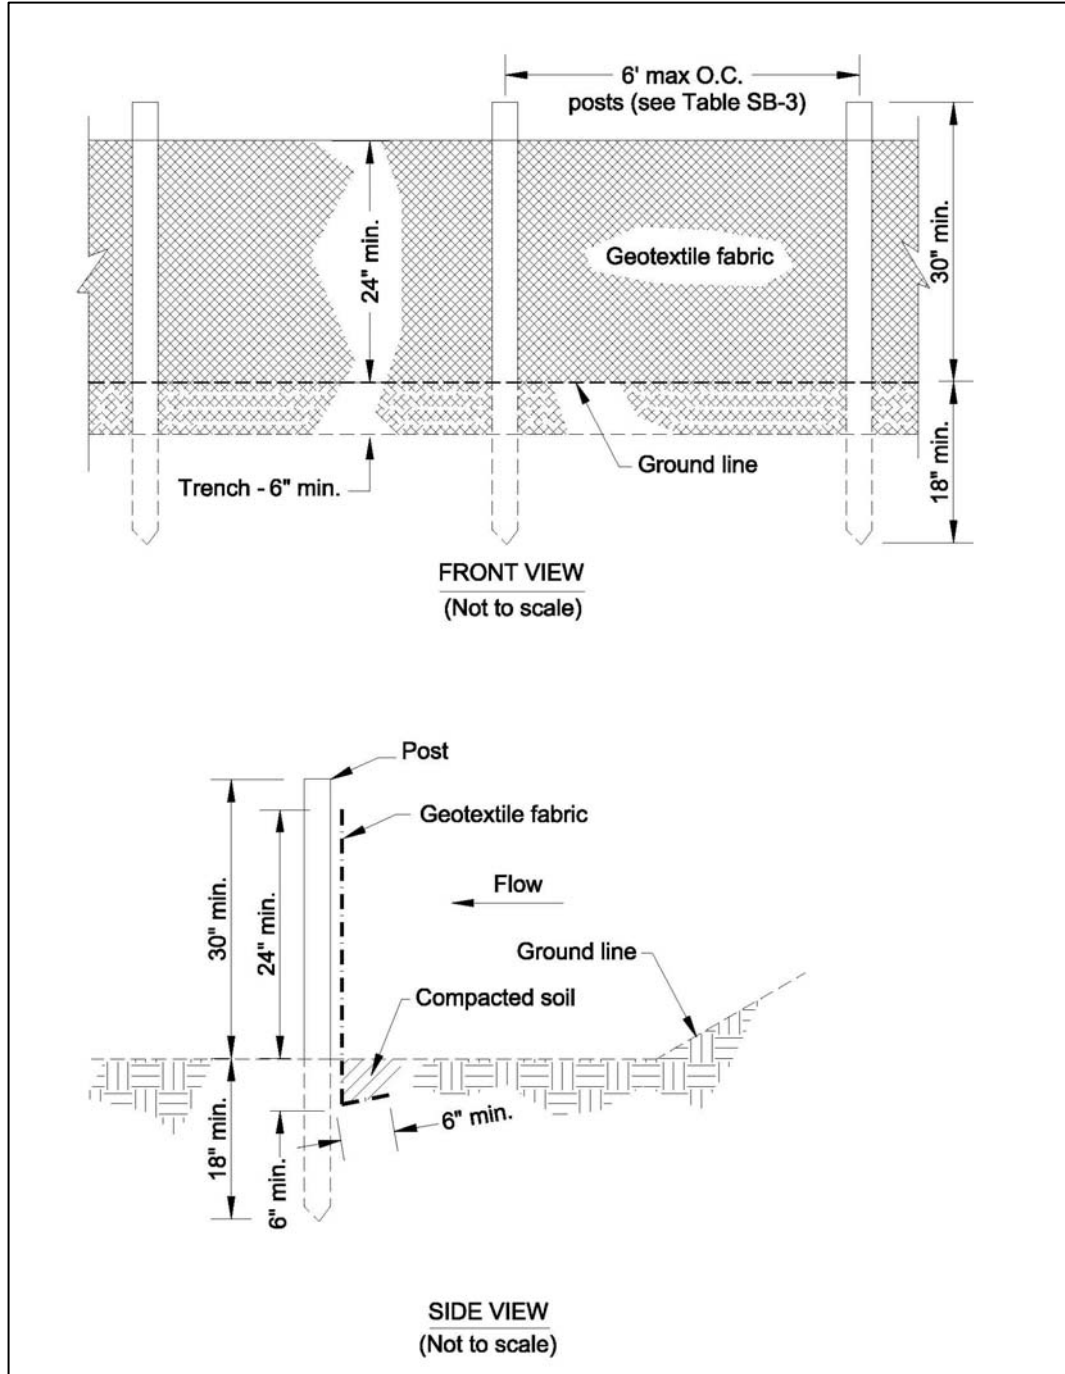 6' max O.C.
posts (see Table SB-3)
24" min.
Geotextile fabric
30" min.
Ground line
18" min.
Trench - 6" min.
FRONT VIEW
(Not to scale)
Post
Geotextile fabric
Flow
30" min.
24" min.
Ground line
Compacted soil
6" min.
18" min.
6" min.
SIDE VIEW
(Not to scale)